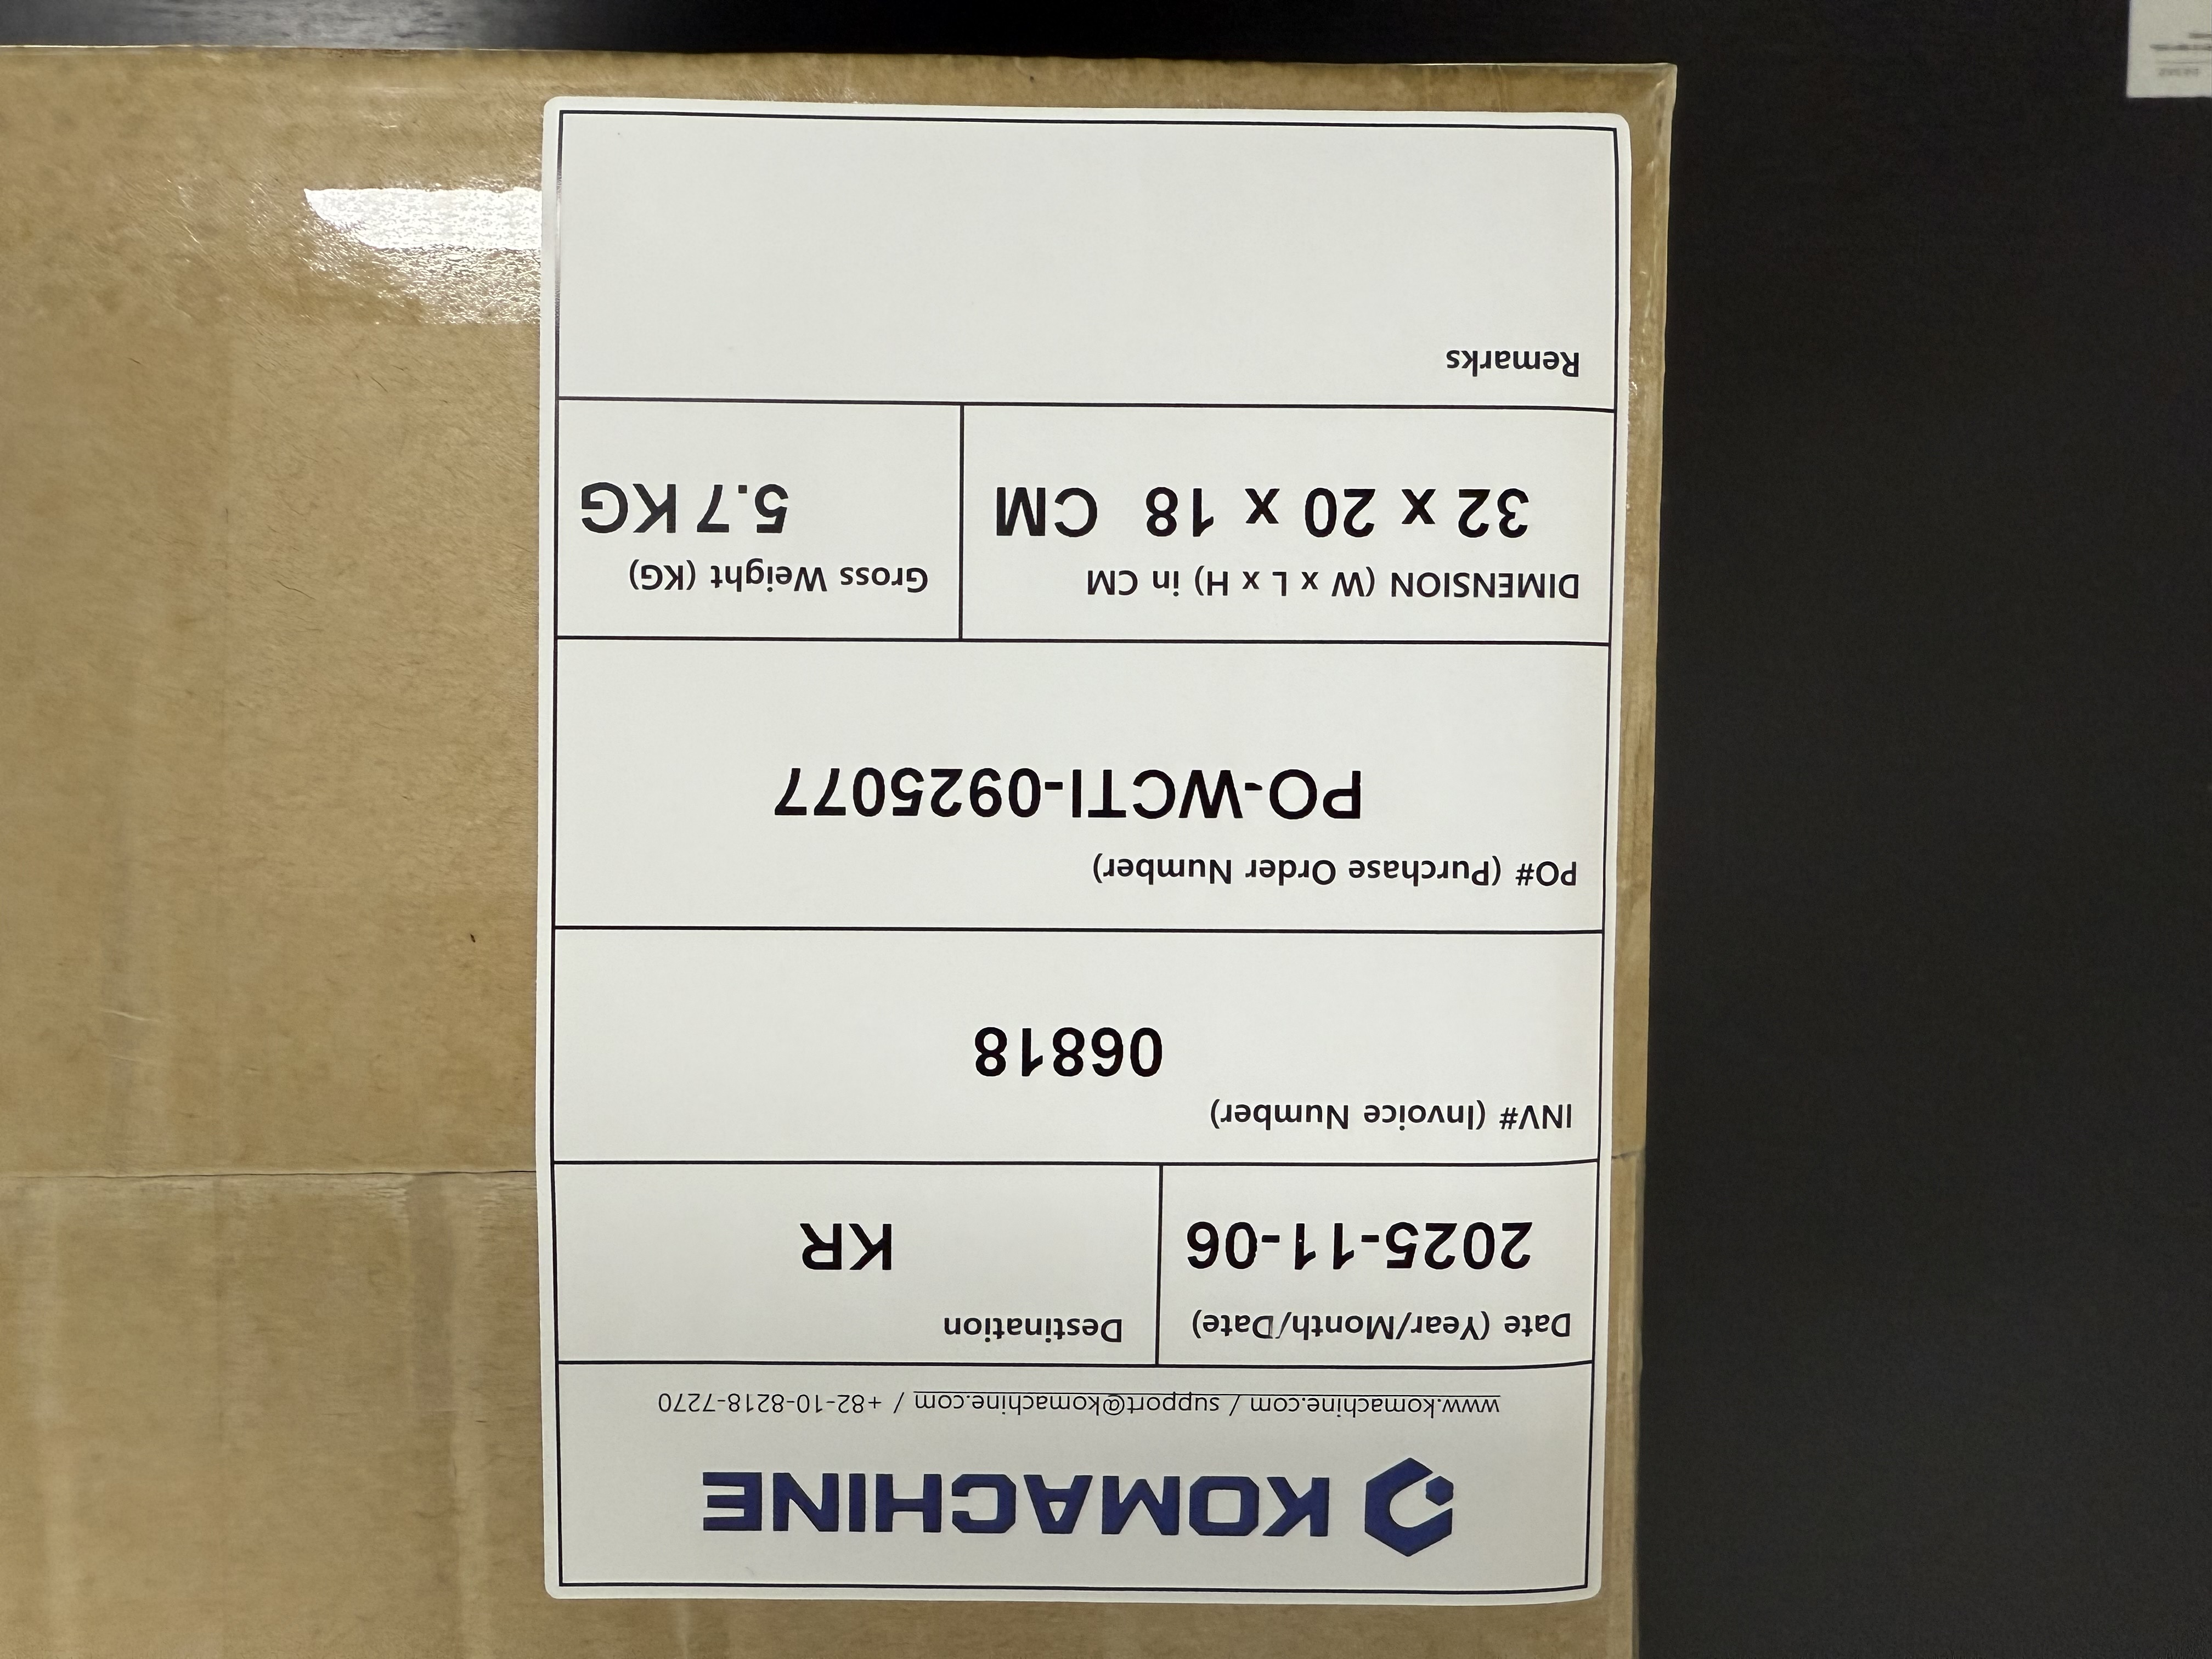 KOMACHINE
www.komachine.com / support@komachine.com / +82-10-8218-7270
Date (Year/Month/Date)
2025-11-06
Destination
KR
INV# (Invoice Number)
06818
PO# (Purchase Order Number)
PO-WCTI-0925077
DIMENSION (W x L x H) in CM
32 x 20 x 18 CM
Gross Weight (KG)
5.7 KG
Remarks